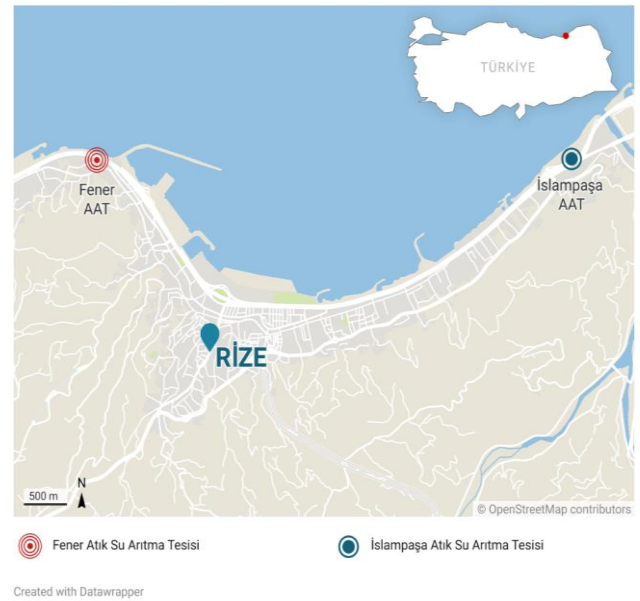 TÜRKİYE
Fener
AAT
İslampaşa
AAT
RİZE
500 m
N
© OpenStreetMap contributors
Fener Atık Su Arıtma Tesisi
İslampaşa Atık Su Arıtma Tesisi
Created with Datawrapper